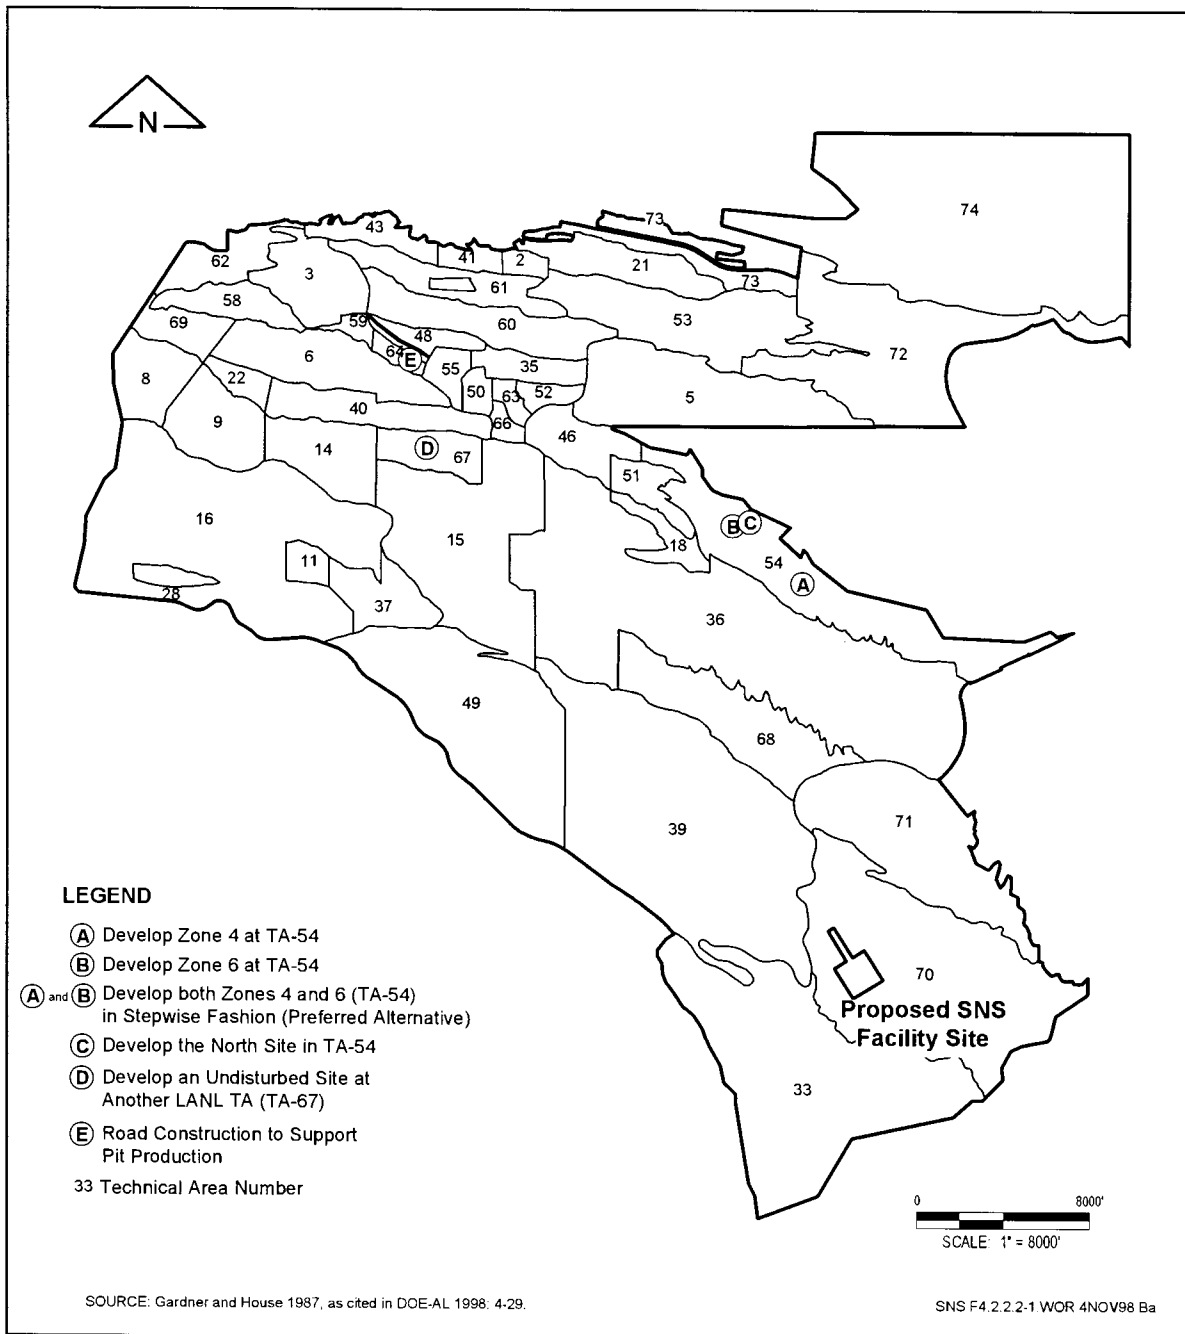 N
74
73
43
41
2
21
62
3
73
61
58
60
53
59
48
69
72
6
64
E
35
8
55
22
50
63
52
5
40
9
66
46
D
14
67
51
16
B
C
15
18
54
11
A
28
37
36
49
68
71
39
LEGEND
A Develop Zone 4 at TA-54
B Develop Zone 6 at TA-54
A and B Develop both Zones 4 and 6 (TA-54)
in Stepwise Fashion (Preferred Alternative)
C Develop the North Site in TA-54
D Develop an Undisturbed Site at
Another LANL TA (TA-67)
E Road Construction to Support
Pit Production
33 Technical Area Number
70
Proposed SNS
Facility Site
33
0 8000'
SCALE: 1" = 8000'
SOURCE: Gardner and House 1987, as cited in DOE-AL 1998: 4-29.
SNS F4.2.2.2-1.WOR 4NOV98 Ba